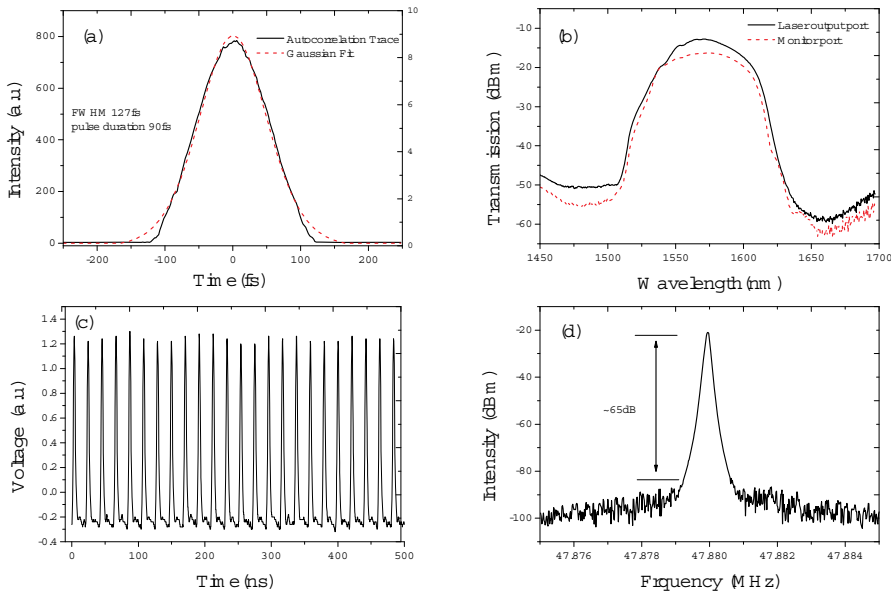 (a)
Autocorrelation Trace
Gaussian Fit
FWHM 127fs
pulse duration 90fs
Intensity (au)
800
600
400
200
0
10
8
6
4
2
0
-200
-100
0
100
200
Time (fs)
(b)
Laser output port
Monitor port
Transmission (dBm)
0
-10
-20
-30
-40
-50
-60
1450
1500
1550
1600
1650
1700
Wavelength (nm)
(c)
Voltage (au)
1.4
1.2
1.0
0.8
0.6
0.4
0.2
0.0
-0.2
-0.4
0
100
200
300
400
500
Time (ns)
(d)
~65dB
Intensity (dBm)
-20
-40
-60
-80
-100
47.876
47.878
47.880
47.882
47.884
Frquency (MHz)